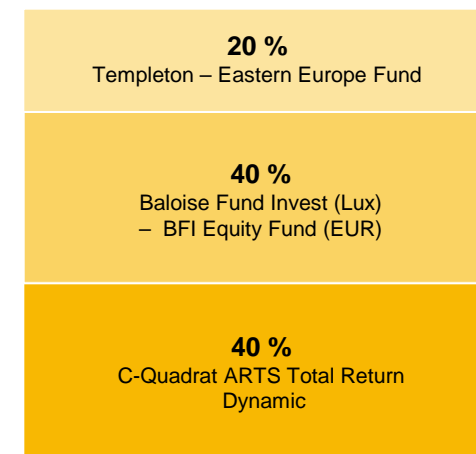 20 %
Templeton – Eastern Europe Fund
40 %
Baloise Fund Invest (Lux)
– BFI Equity Fund (EUR)
40 %
C-Quadrat ARTS Total Return
Dynamic